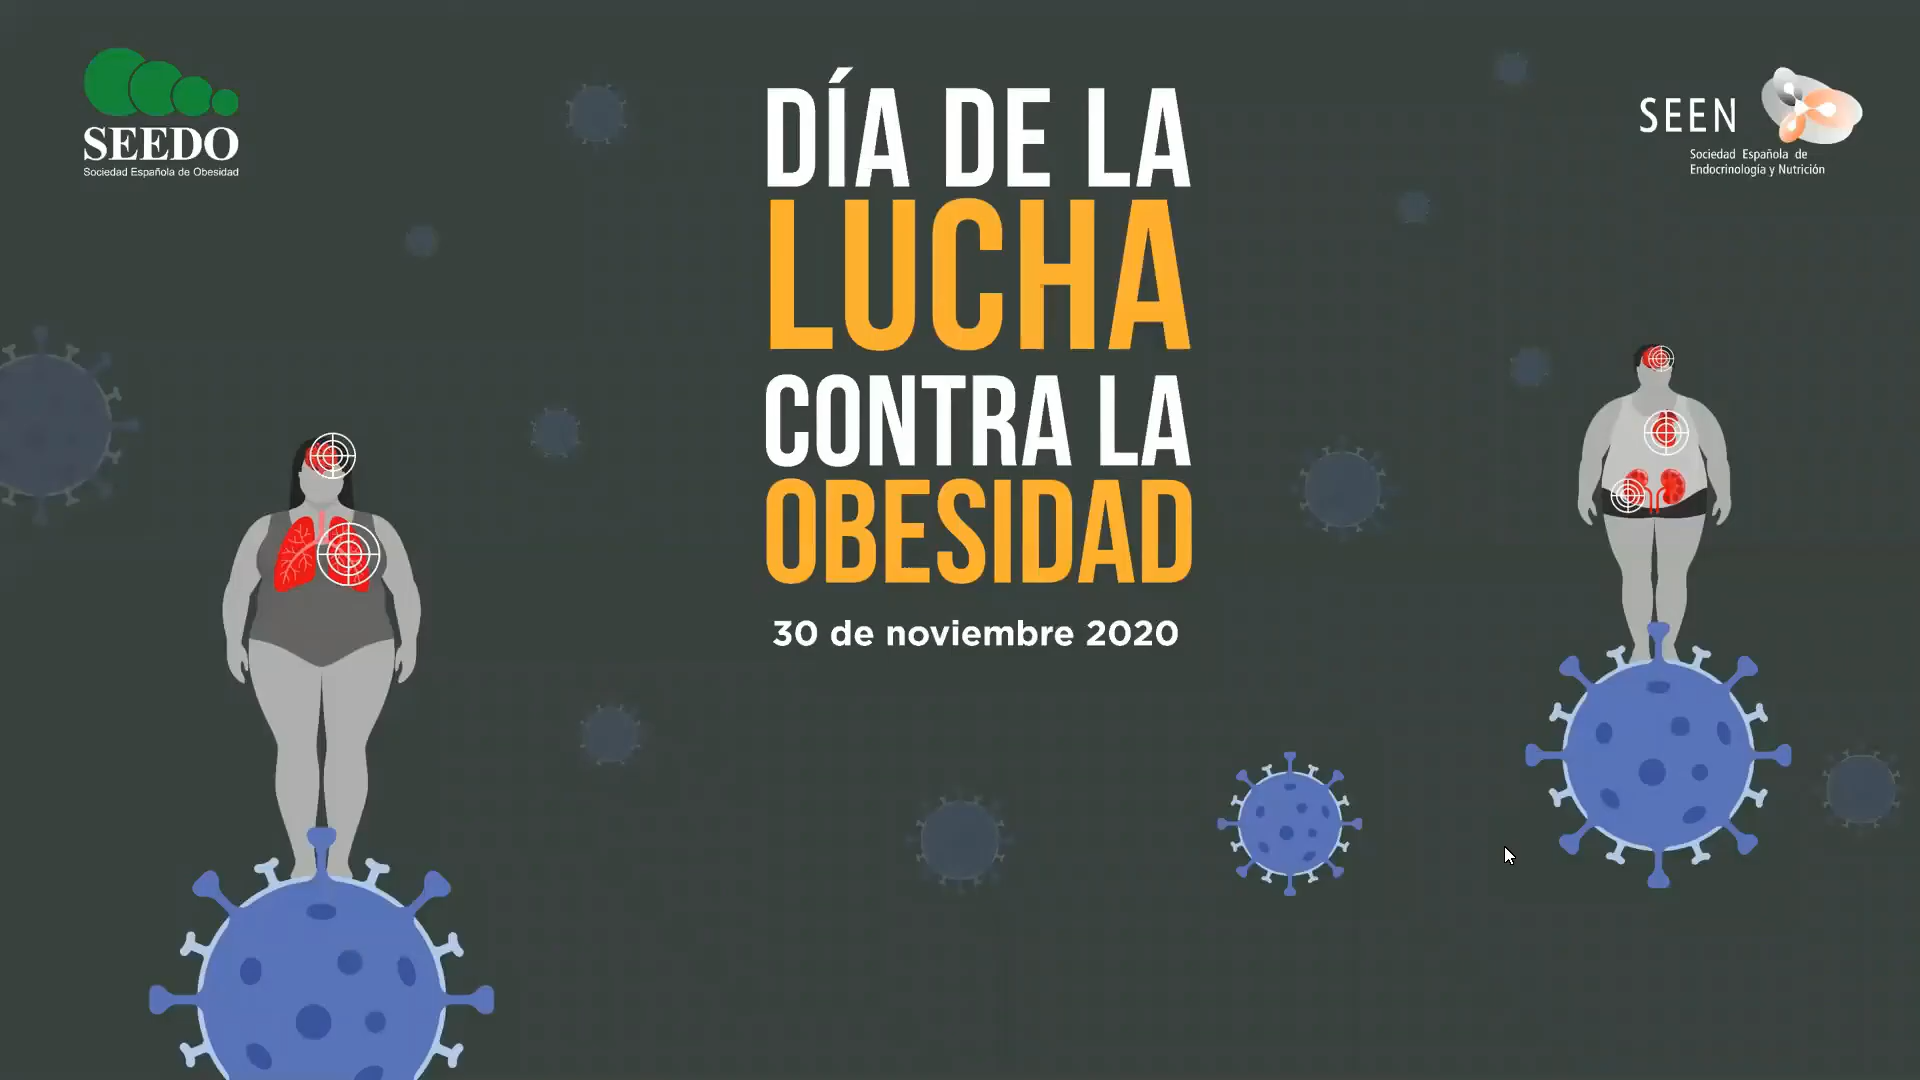 SEEDO
Sociedad Española de Obesidad
DÍA DE LA
LUCHA
CONTRA LA
OBESIDAD
30 de noviembre 2020
SEEN
Sociedad Española de
Endocrinología y Nutrición